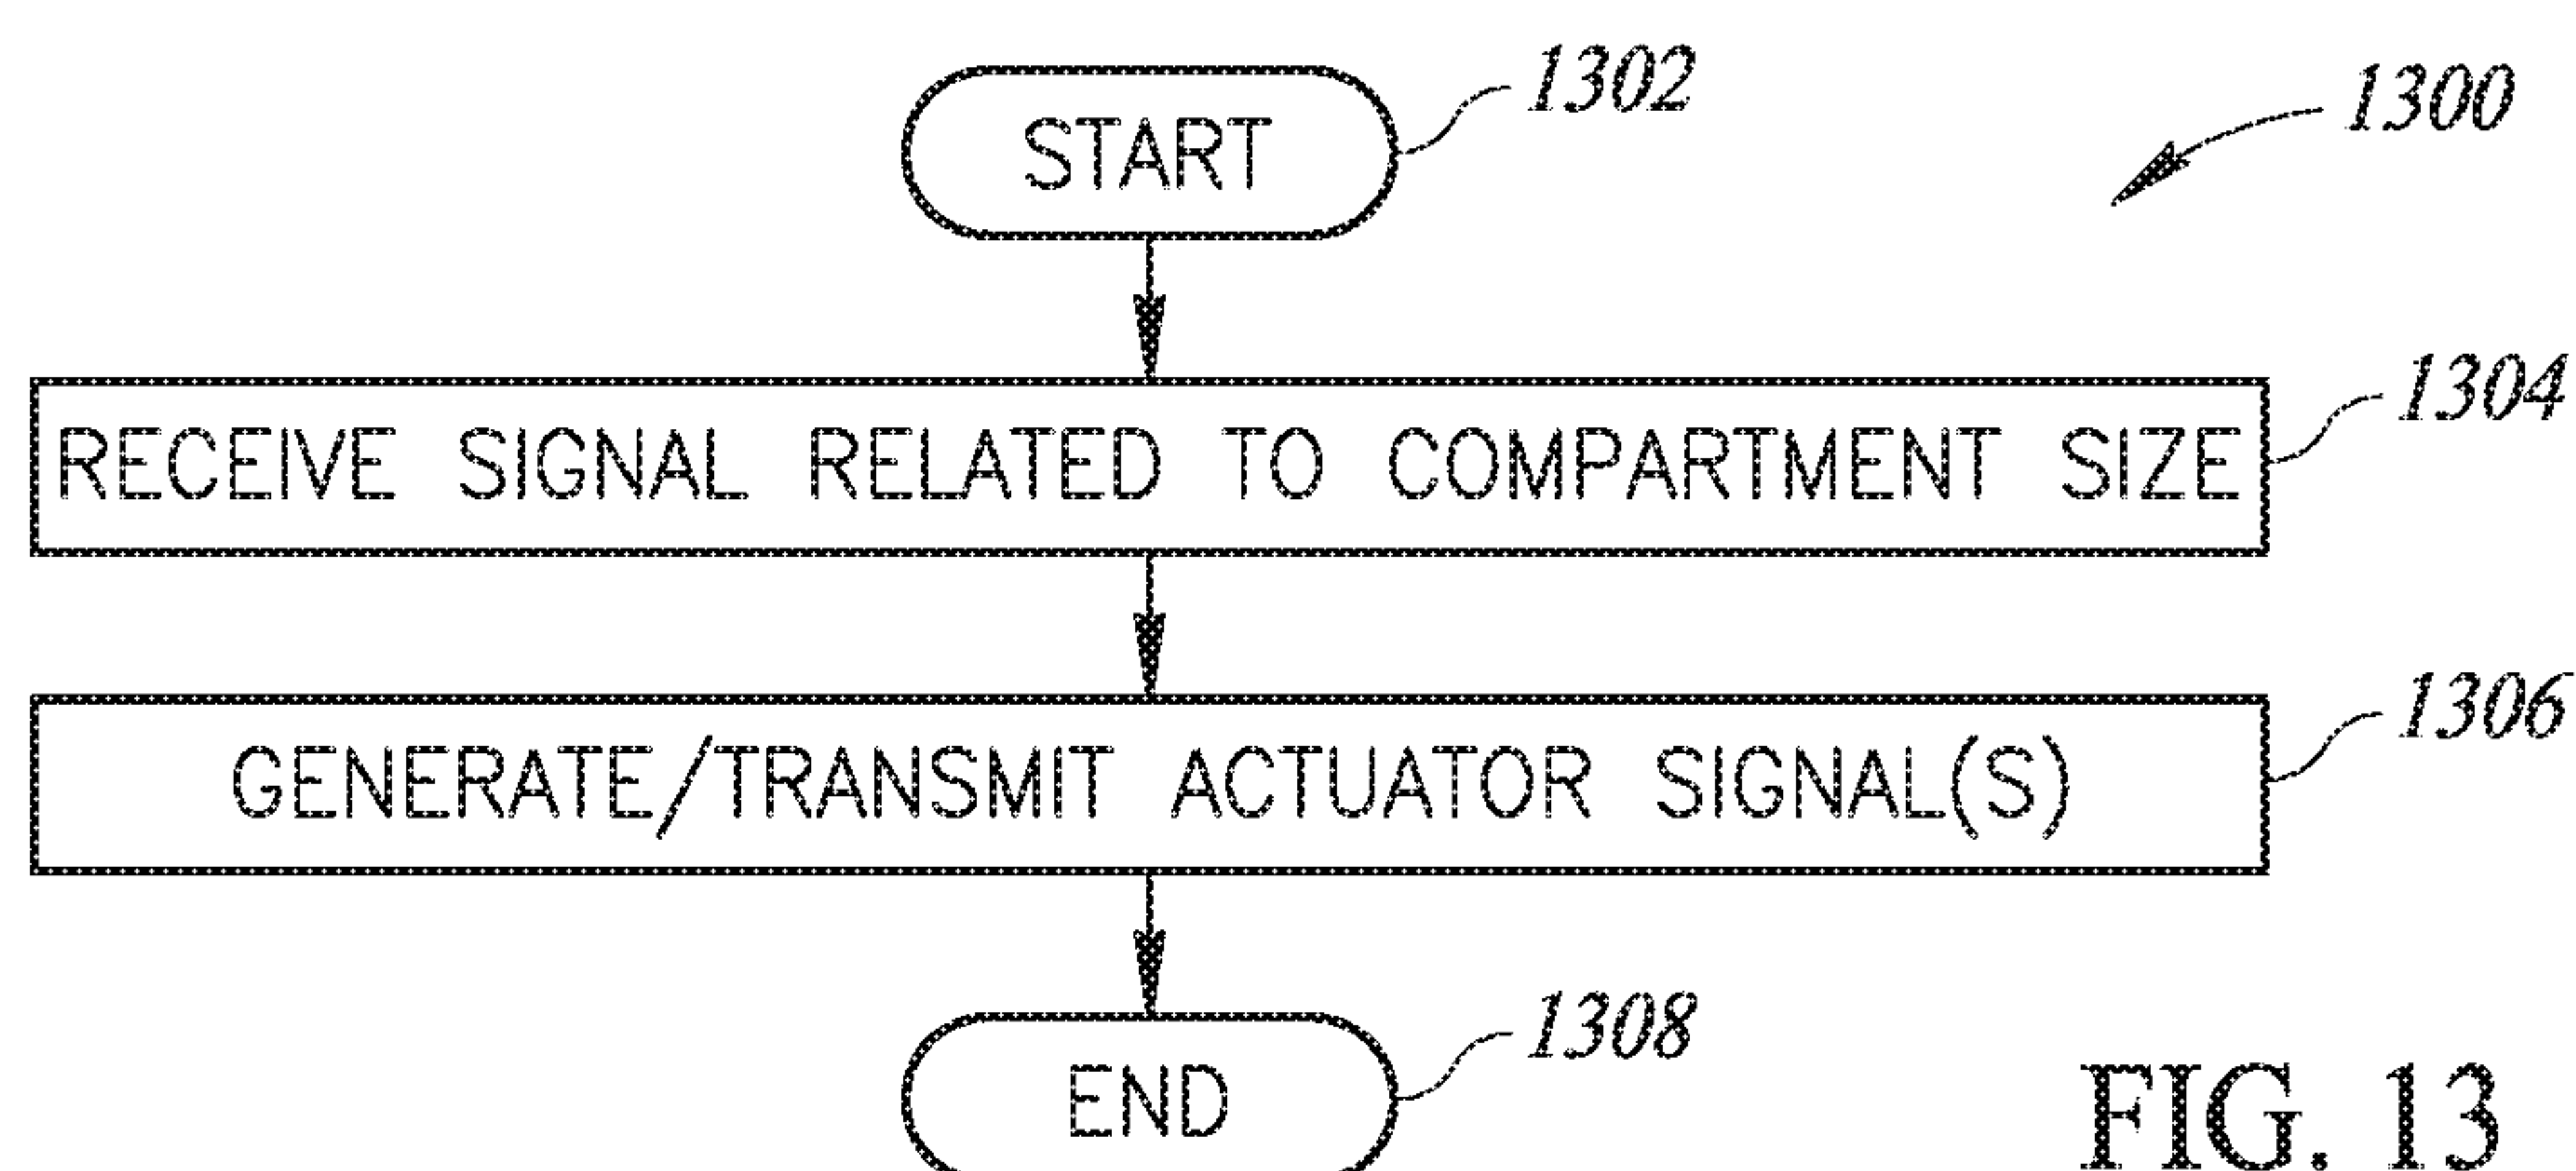 START
1302
1300
RECEIVE SIGNAL RELATED TO COMPARTMENT SIZE
1304
GENERATE/TRANSMIT ACTUATOR SIGNAL(S)
1306
END
1308
FIG. 13